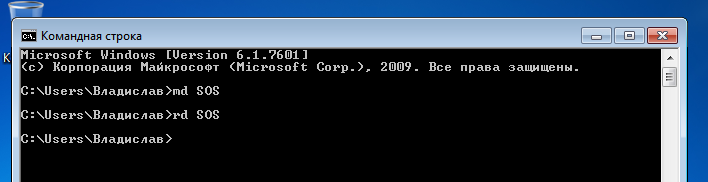 Командная строка
Microsoft Windows [Version 6.1.7601]
(c) Корпорация Майкрософт (Microsoft Corp.), 2009. Все права защищены.
C:\Users\Владислав>md SOS
C:\Users\Владислав>rd SOS
C:\Users\Владислав>